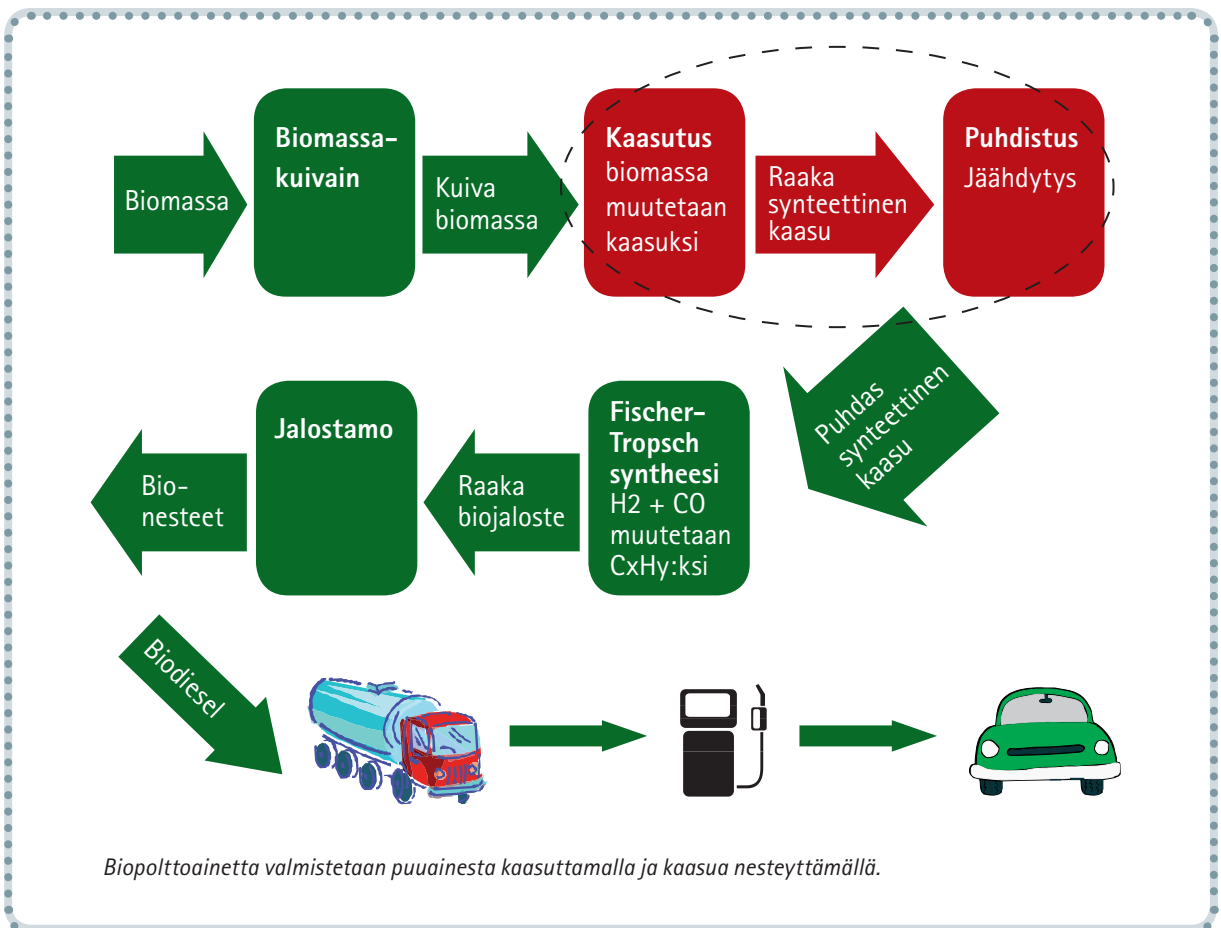 Biomassa
Biomassa-
kuivain
Kuiva
biomassa
Kaasutus
biomassa
muutetaan
kaasuksi
Raaka
synteettinen
kaasu
Puhdistus
Jäähdytys
Puhdas
synteettinen
kaasu
Fischer-
Tropsch
syntheesi
H2 + CO
muutetaan
CxHy:ksi
Raaka
biojaloste
Jalostamo
Bio-
nesteet
Biodiesel
Biopolttoainetta valmistetaan puuainesta kaasuttamalla ja kaasua nesteyttämällä.